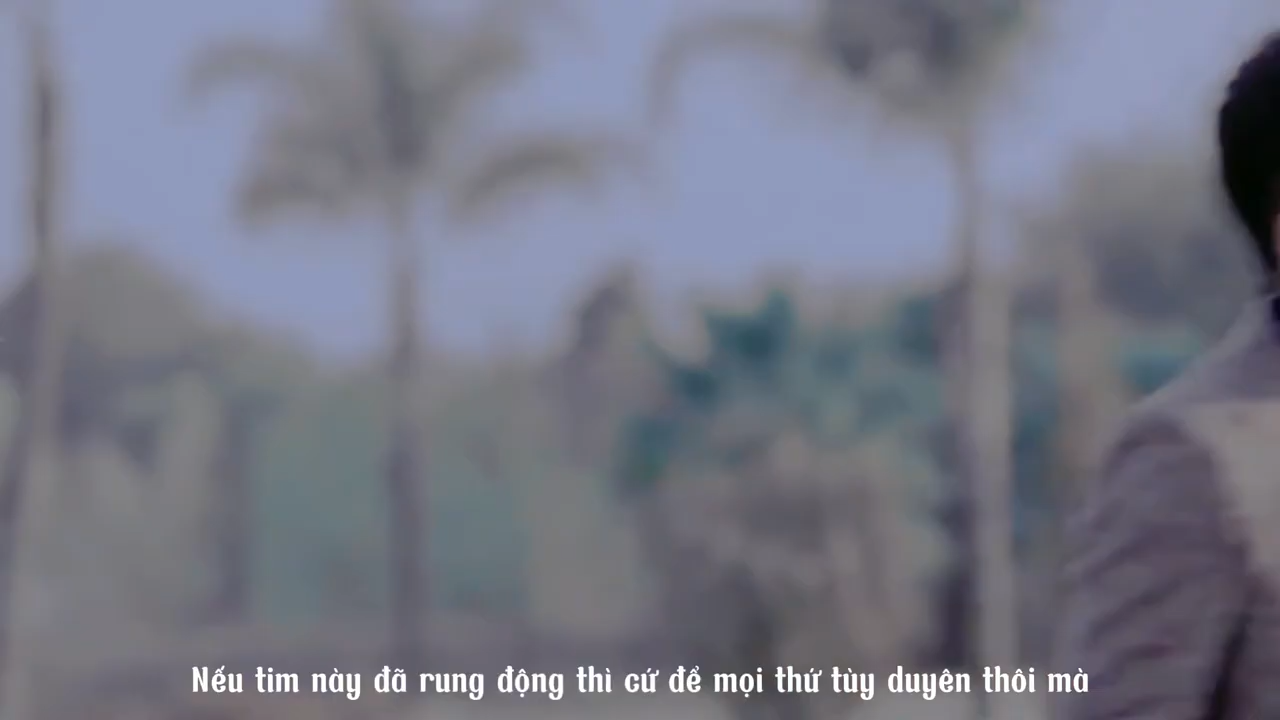 Nếu tim này đã rung động thì cứ để mọi thứ tùy duyên thôi mà